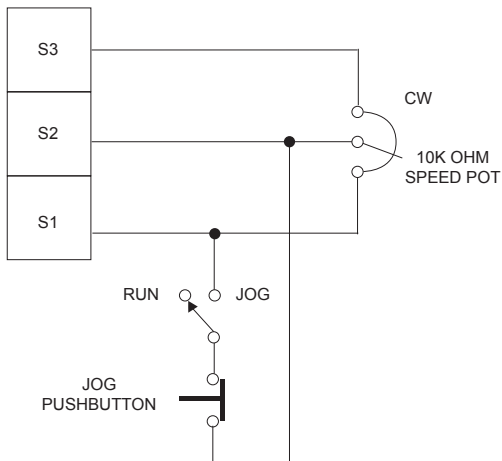 S3
CW
S2
10K OHM
SPEED POT
S1
RUN
JOG
JOG
PUSHBUTTON